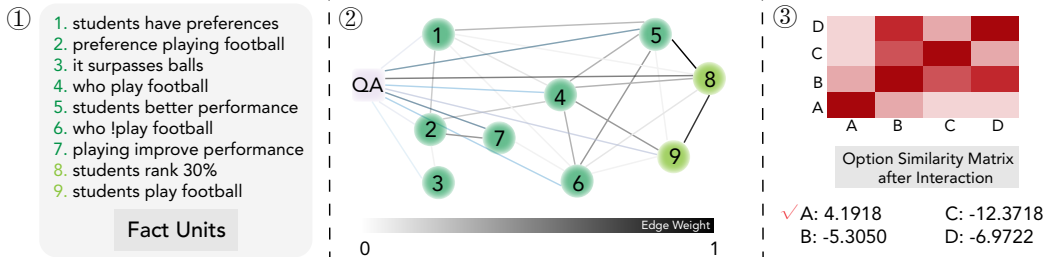 ①
1. students have preferences
2. preference playing football
3. it surpasses balls
4. who play football
5. students better performance
6. who !play football
7. playing improve performance
8. students rank 30%
9. students play football
Fact Units
②
1
5
QA
8
4
2
7
9
3
6
Edge Weight
0 1
③
D
C
B
A
A B C D
Option Similarity Matrix
after Interaction
✓A: 4.1918 C: -12.3718
B: -5.3050 D: -6.9722